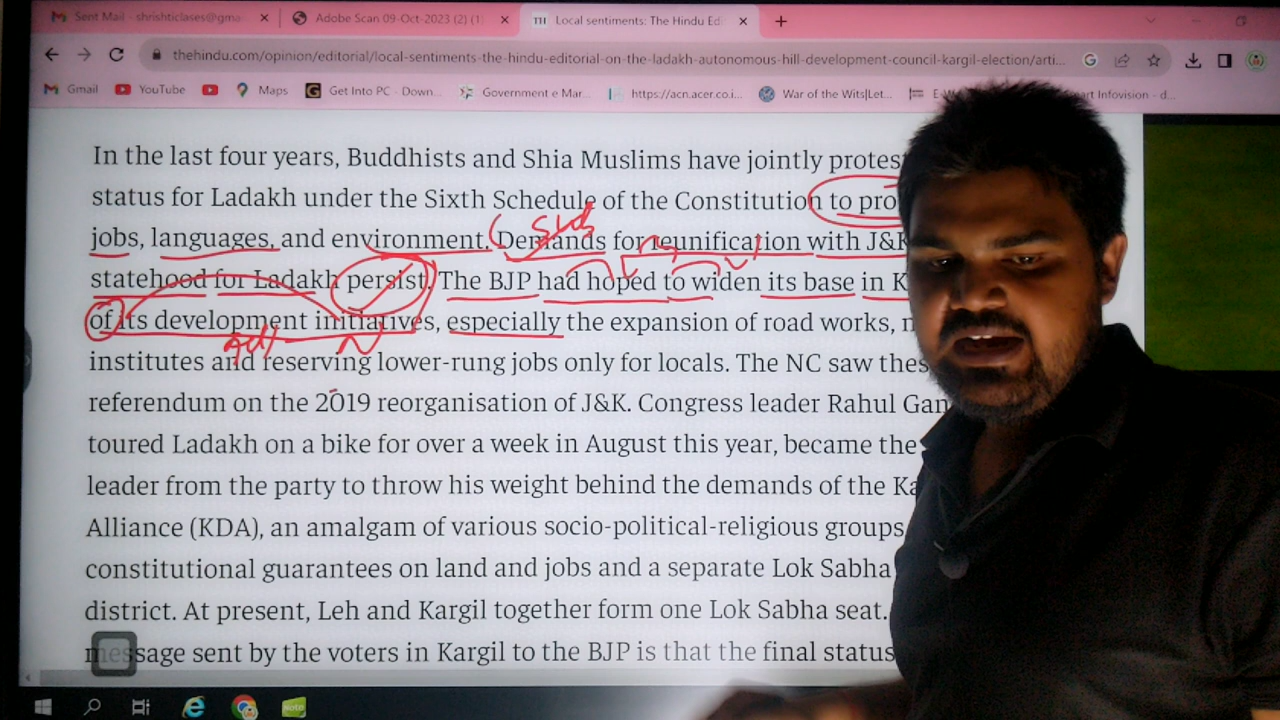 Sent Mail - shrishticlases@gma
Adobe Scan 09-Oct-2023 (2) (1)
TH Local sentiments: The Hindu Ed
thehindu.com/opinion/editorial/local-sentiments-the-hindu-editorial-on-the-ladakh-autonomous-hill-development-council-kargil-election/arti...
Gmail YouTube Maps Get Into PC - Down... Government e Mar... https://acn.acer.co.i... War of the Wits|Let... Infovision - d...
In the last four years, Buddhists and Shia Muslims have jointly protes
status for Ladakh under the Sixth Schedule of the Constitution to pro
Sub
jobs, languages, and environment. Demands for reunification with J&K
statehood for Ladakh persist. The BJP had hoped to widen its base in K
of its development initiatives, especially the expansion of road works, n
Adj N
institutes and reserving lower-rung jobs only for locals. The NC saw thes
referendum on the 2019 reorganisation of J&K. Congress leader Rahul Gan
toured Ladakh on a bike for over a week in August this year, became the
leader from the party to throw his weight behind the demands of the Ka
Alliance (KDA), an amalgam of various socio-political-religious groups
constitutional guarantees on land and jobs and a separate Lok Sabha
district. At present, Leh and Kargil together form one Lok Sabha seat.
message sent by the voters in Kargil to the BJP is that the final status